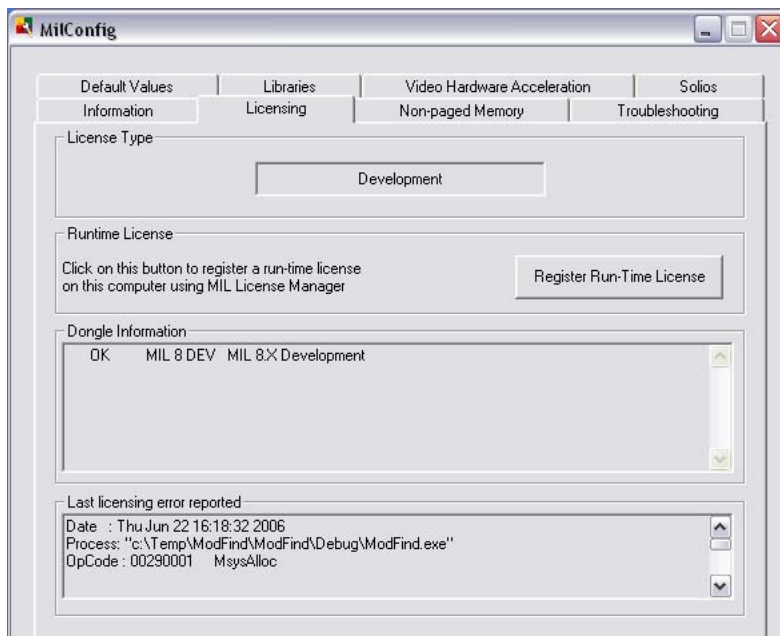 MilConfig
Default Values Libraries Video Hardware Acceleration Solios
Information Licensing Non-paged Memory Troubleshooting
License Type
Development
Runtime License
Click on this button to register a run-time license
on this computer using MIL License Manager
Register Run-Time License
Dongle Information
OK MIL 8 DEV MIL 8.X Development
Last licensing error reported
Date : Thu Jun 22 16:18:32 2006
Process: "c:\Temp\ModFind\ModFind\Debug\ModFind.exe"
OpCode : 00290001 MsysAlloc